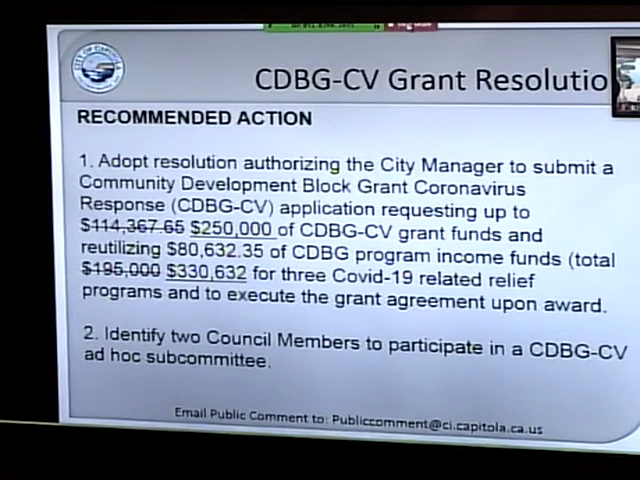 CITY OF CAPITOLA
CDBG-CV Grant Resolutio
RECOMMENDED ACTION
1. Adopt resolution authorizing the City Manager to submit a
Community Development Block Grant Coronavirus
Response (CDBG-CV) application requesting up to
$114,367.65 $250,000 of CDBG-CV grant funds and
reutilizing $80,632.35 of CDBG program income funds (total
$195,000 $330,632 for three Covid-19 related relief
programs and to execute the grant agreement upon award.
2. Identify two Council Members to participate in a CDBG-CV
ad hoc subcommittee.
Email Public Comment to: Publiccomment@ci.capitola.ca.us